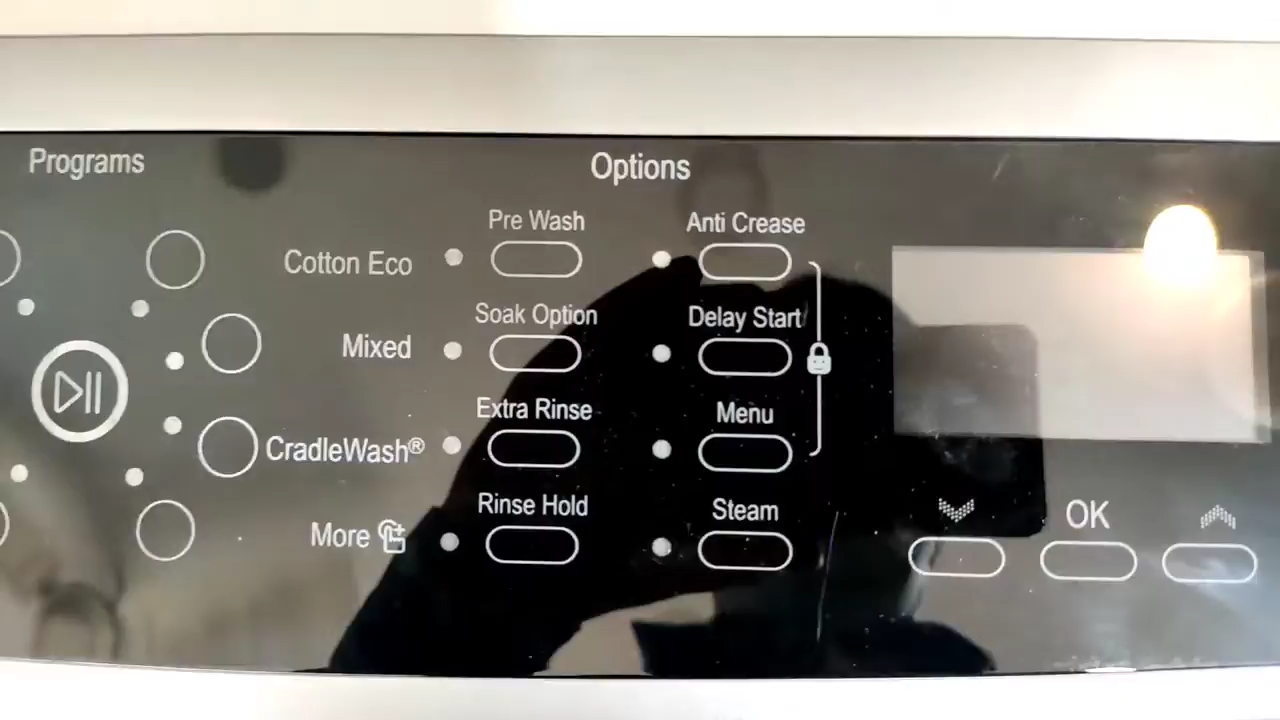 Programs
Options
Pre Wash
Anti Crease
Cotton Eco
Soak Option
Delay Start
Mixed
Extra Rinse
Menu
CradleWash®
Rinse Hold
Steam
OK
More